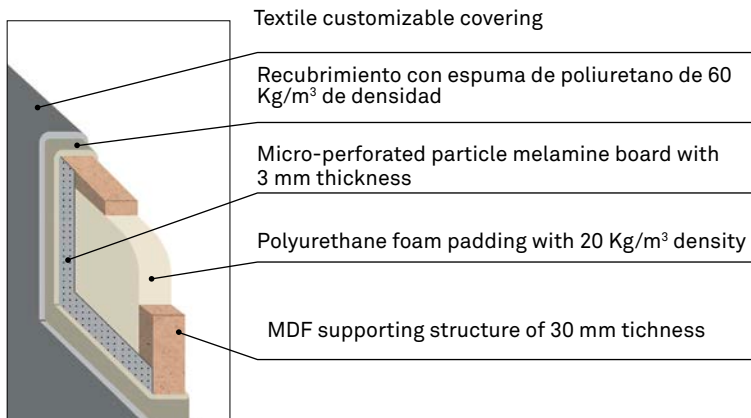 Textile customizable covering
Recubrimiento con espuma de poliuretano de 60
Kg/m³ de densidad
Micro-perforated particle melamine board with
3 mm thickness
Polyurethane foam padding with 20 Kg/m³ density
MDF supporting structure of 30 mm tichness